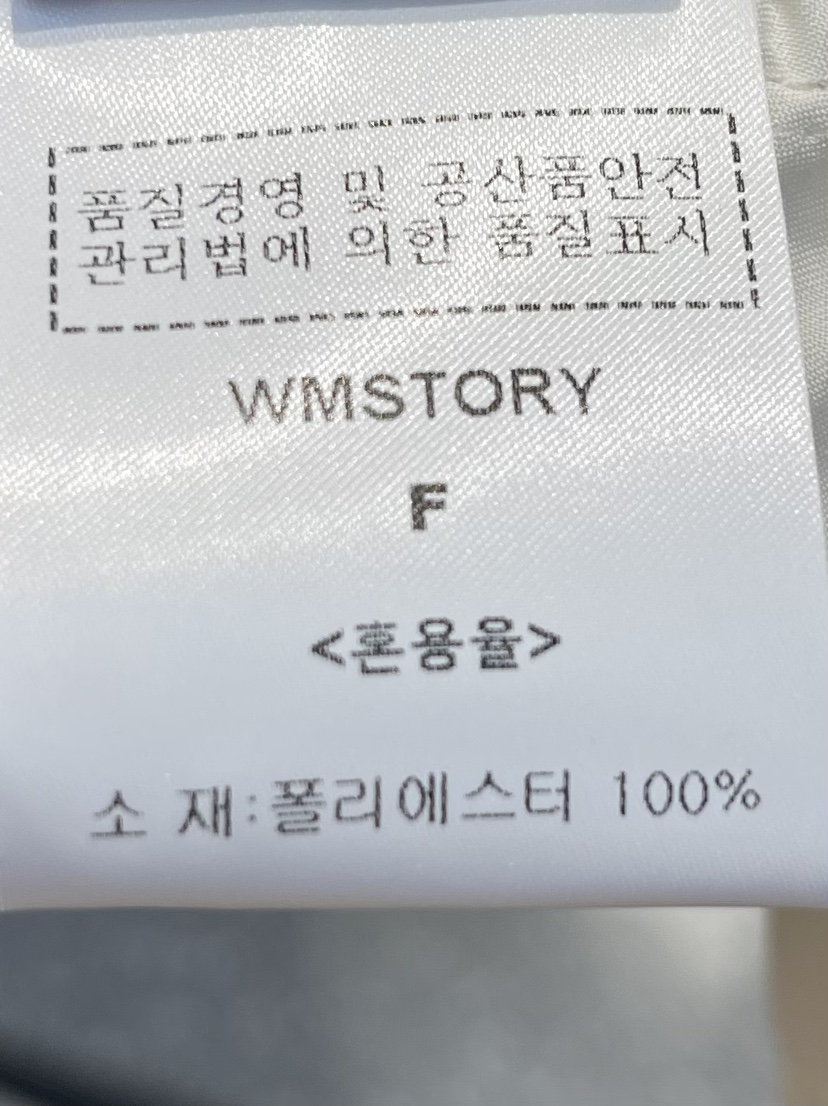 품질경영 및 공산품안전
관리법에 의한 품질표시
WMSTORY
F
<혼용율>
소 재:폴리에스터 100%